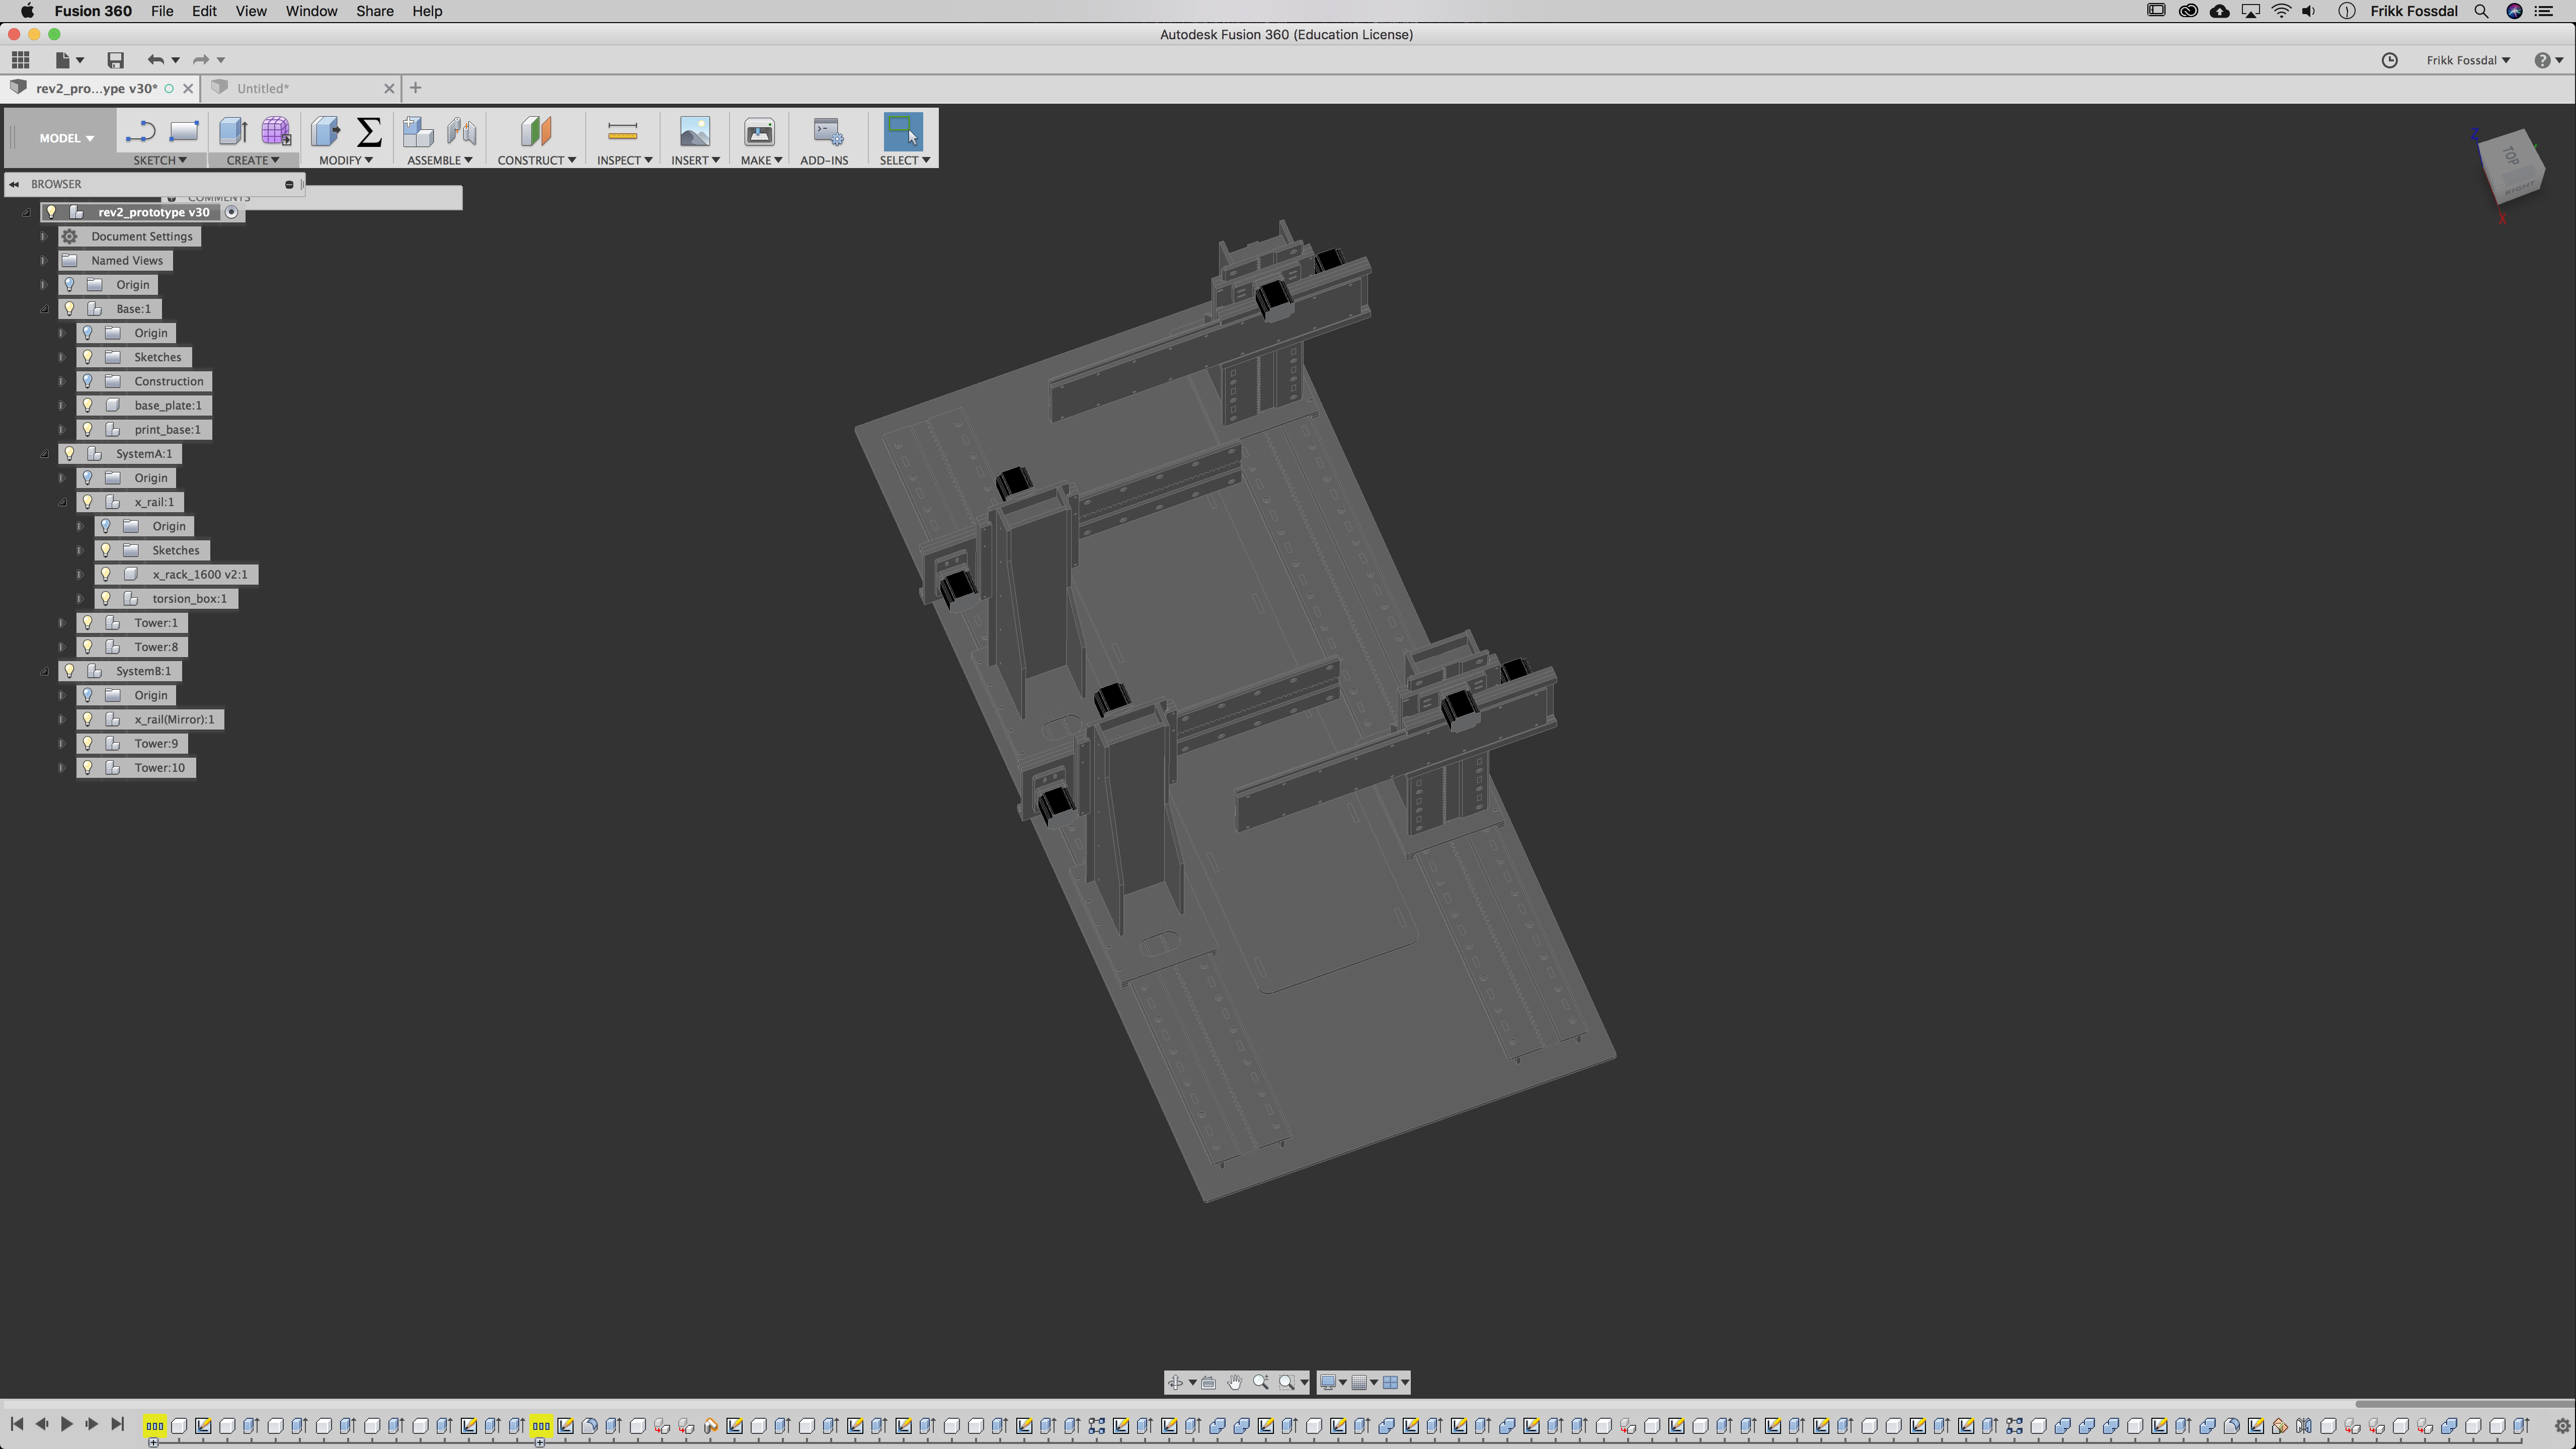 Fusion 360 File Edit View Window Share Help Frikk Fossdal
Autodesk Fusion 360 (Education License)
Frikk Fossdal
rev2_pro...ype v30* Untitled*
MODEL
SKETCH CREATE MODIFY ASSEMBLE CONSTRUCT INSPECT INSERT MAKE ADD-INS SELECT
Z
TOP
RIGHT
X
BROWSER
COMMENTS
rev2_prototype v30
Document Settings
Named Views
Origin
Base:1
Origin
Sketches
Construction
base_plate:1
print_base:1
SystemA:1
Origin
x_rail:1
Origin
Sketches
x_rack_1600 v2:1
torsion_box:1
Tower:1
Tower:8
SystemB:1
Origin
x_rail(Mirror):1
Tower:9
Tower:10